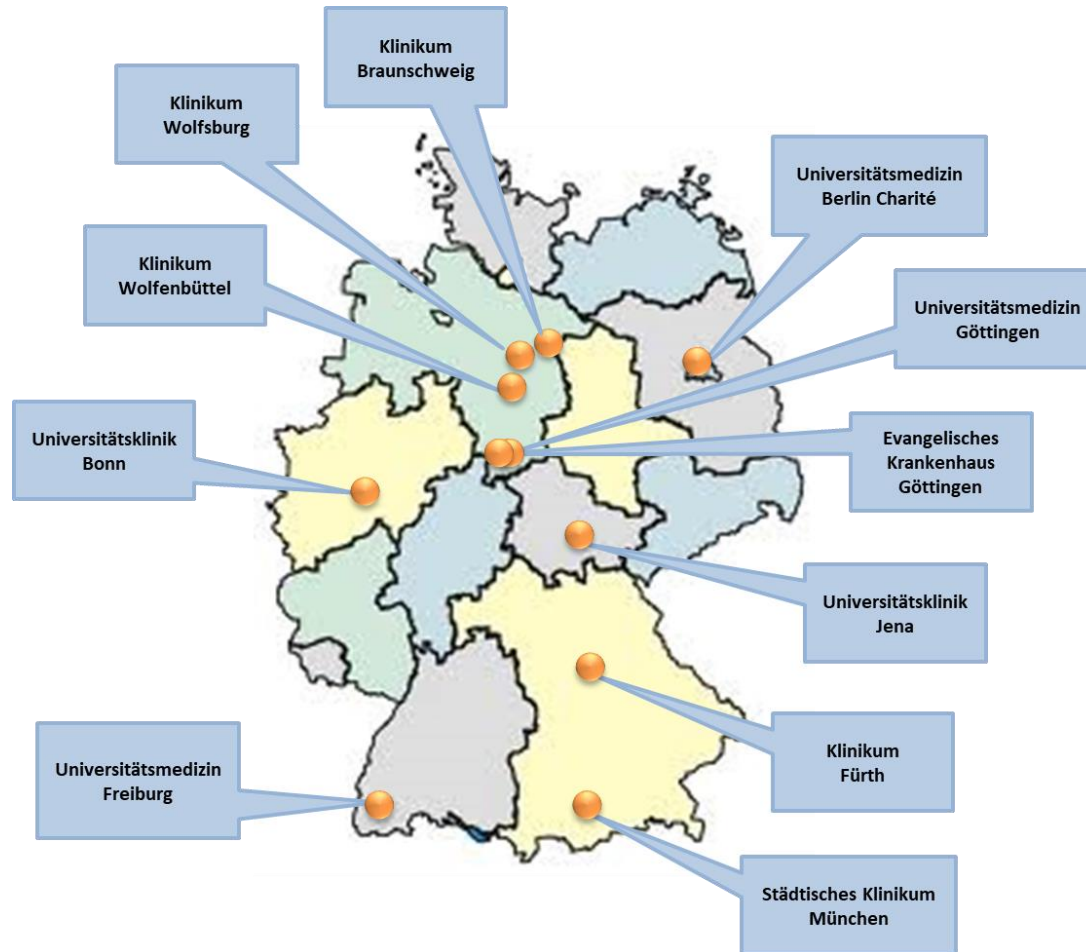 Klinikum
Braunschweig
Klinikum
Wolfsburg
Universitätsmedizin
Berlin Charité
Klinikum
Wolfenbüttel
Universitätsmedizin
Göttingen
Universitätsklinik
Bonn
Evangelisches
Krankenhaus
Göttingen
Universitätsklinik
Jena
Klinikum
Fürth
Universitätsmedizin
Freiburg
Städtisches Klinikum
München